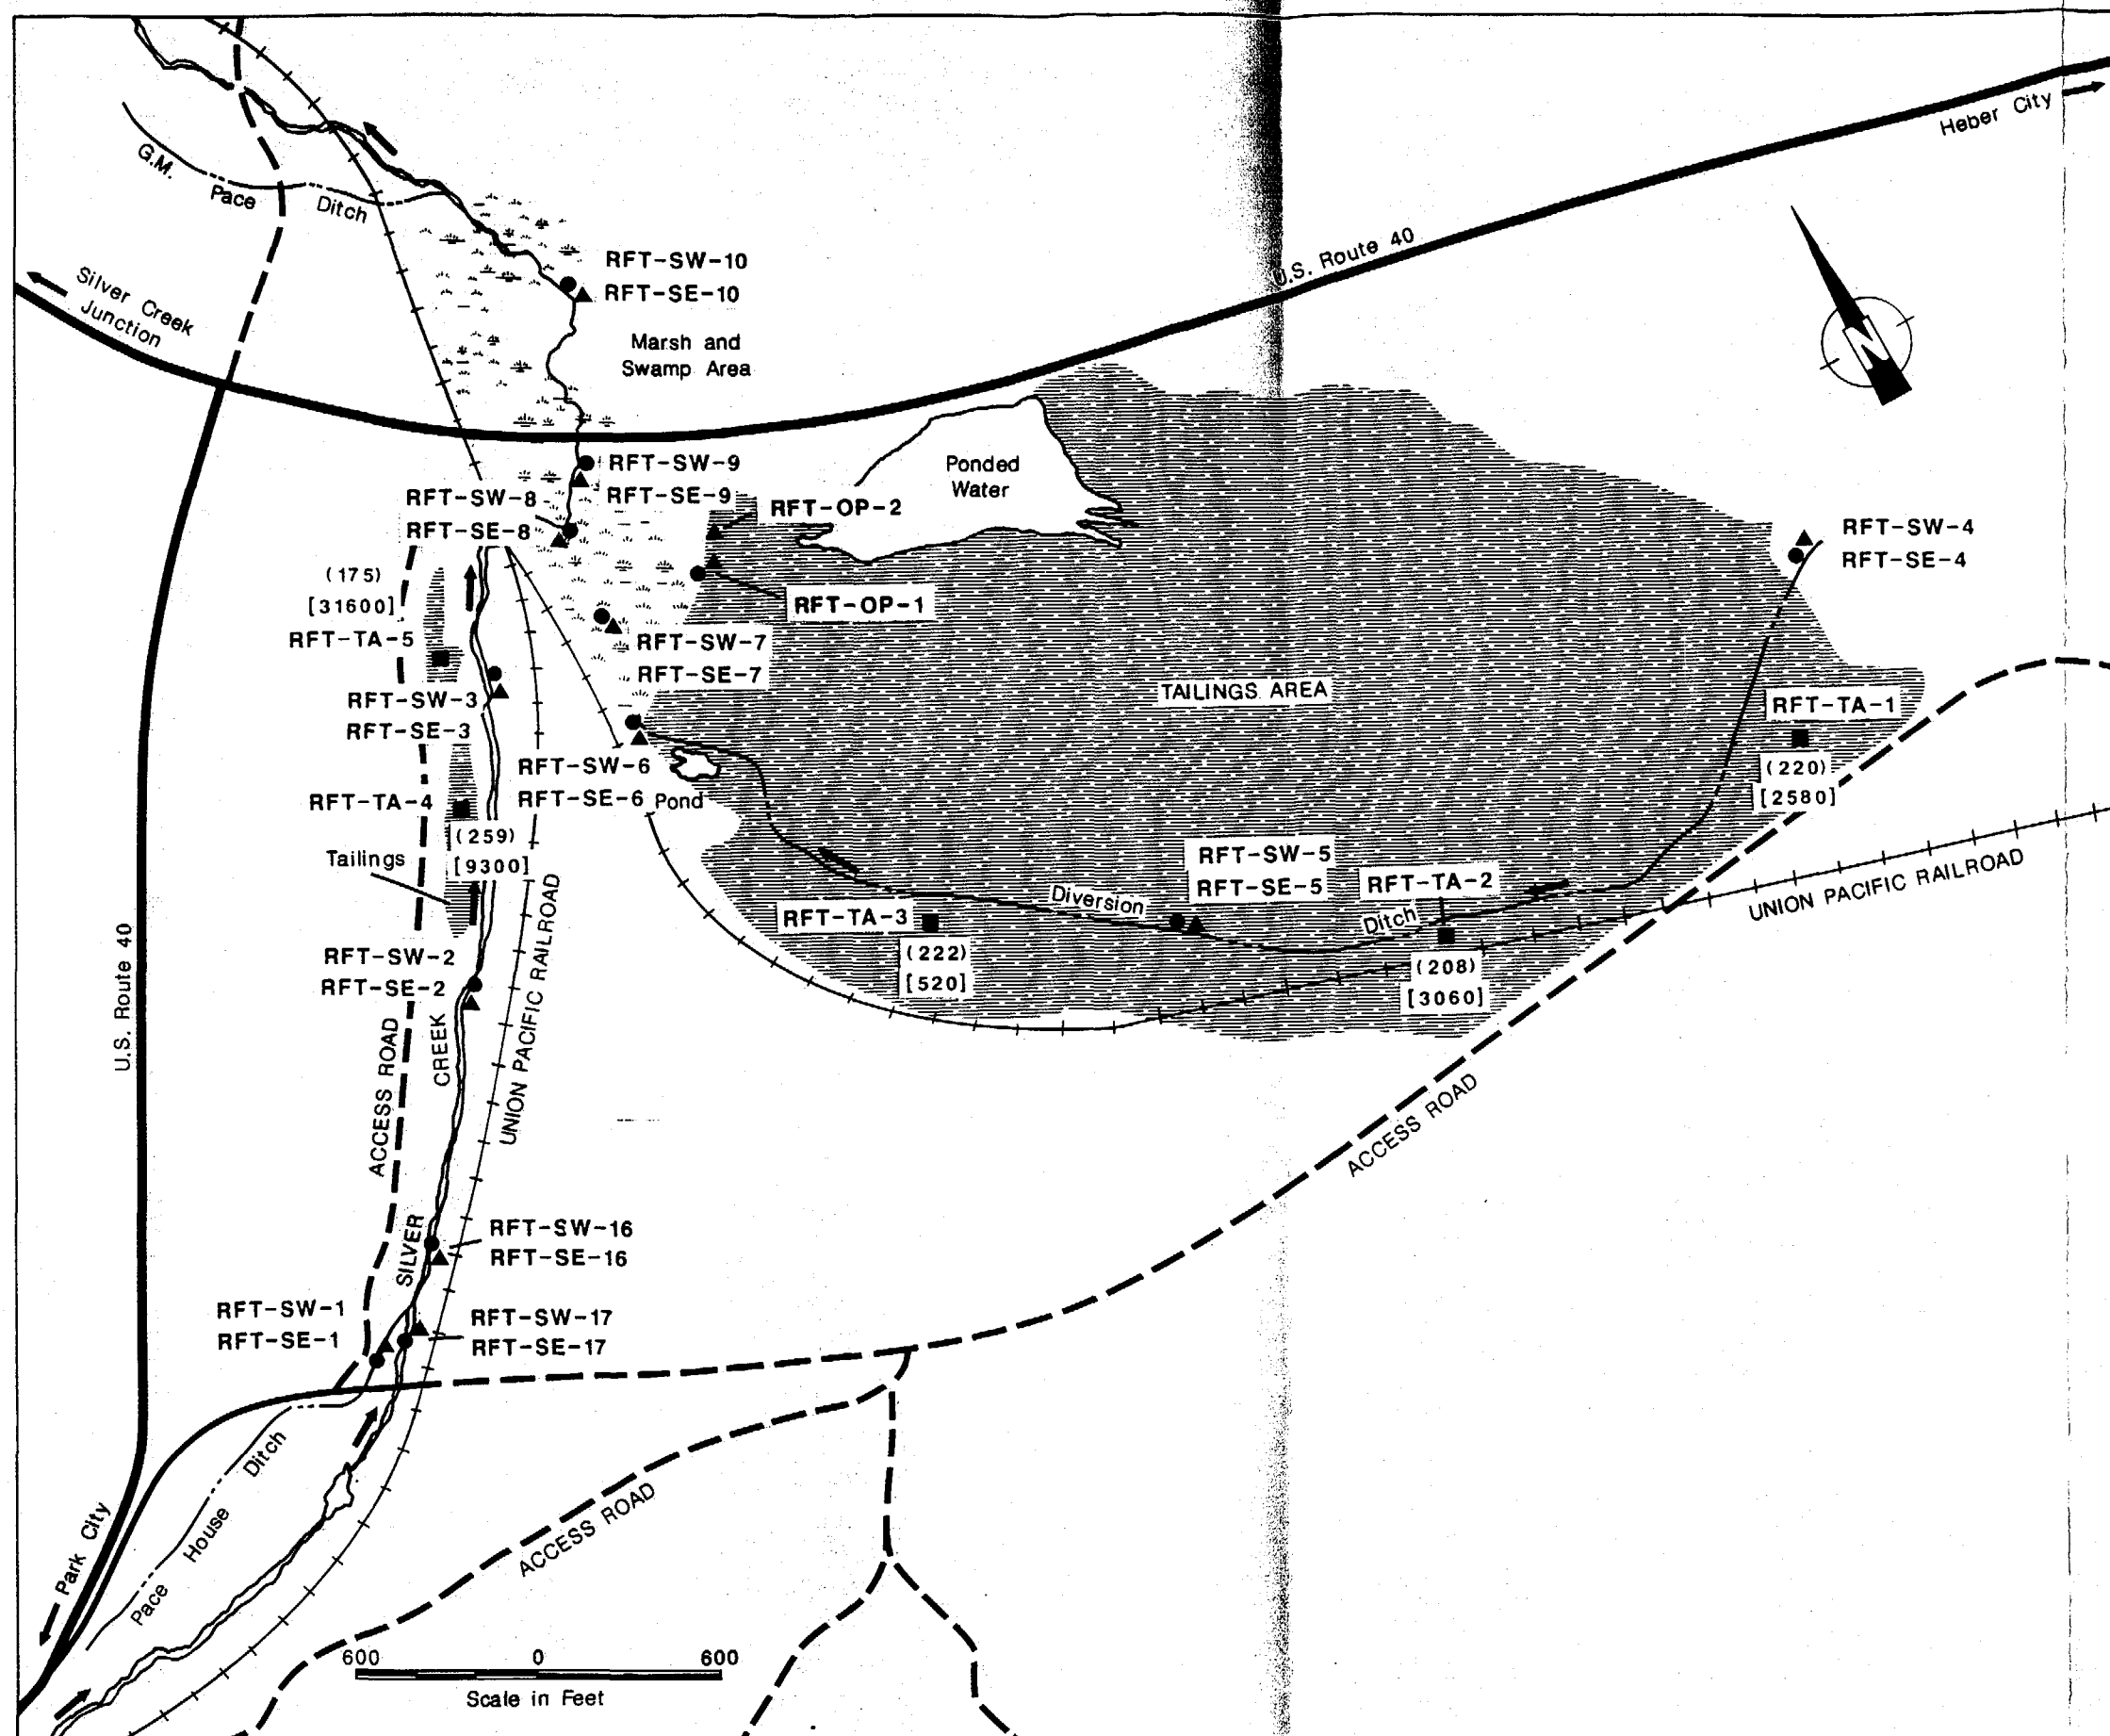 Heber City
G.M.
Pace
Ditch
U.S. Route 40
Silver Creek
Junction
RFT-SW-10
RFT-SE-10
Marsh and
Swamp Area
N
Ponded
Water
RFT-SW-9
RFT-SE-9
RFT-SW-8
RFT-SE-8
RFT-OP-2
RFT-SW-4
RFT-SE-4
(175)
[31600]
RFT-TA-5
RFT-OP-1
RFT-SW-7
RFT-SE-7
TAILINGS AREA
RFT-TA-1
(220)
[2580]
RFT-SW-3
RFT-SE-3
RFT-SW-6
RFT-SE-6
Pond
RFT-TA-4
(259)
[9300]
Tailings
RFT-SW-5
RFT-SE-5
RFT-TA-2
UNION PACIFIC RAILROAD
Diversion
Ditch
RFT-TA-3
(222)
[520]
(208)
[3060]
RFT-SW-2
RFT-SE-2
U.S. Route 40
ACCESS ROAD
CREEK
UNION PACIFIC RAILROAD
ACCESS ROAD
SILVER
RFT-SW-16
RFT-SE-16
RFT-SW-1
RFT-SE-1
RFT-SW-17
RFT-SE-17
Ditch
House
Pace
Park City
ACCESS ROAD
600 0 600
Scale in Feet